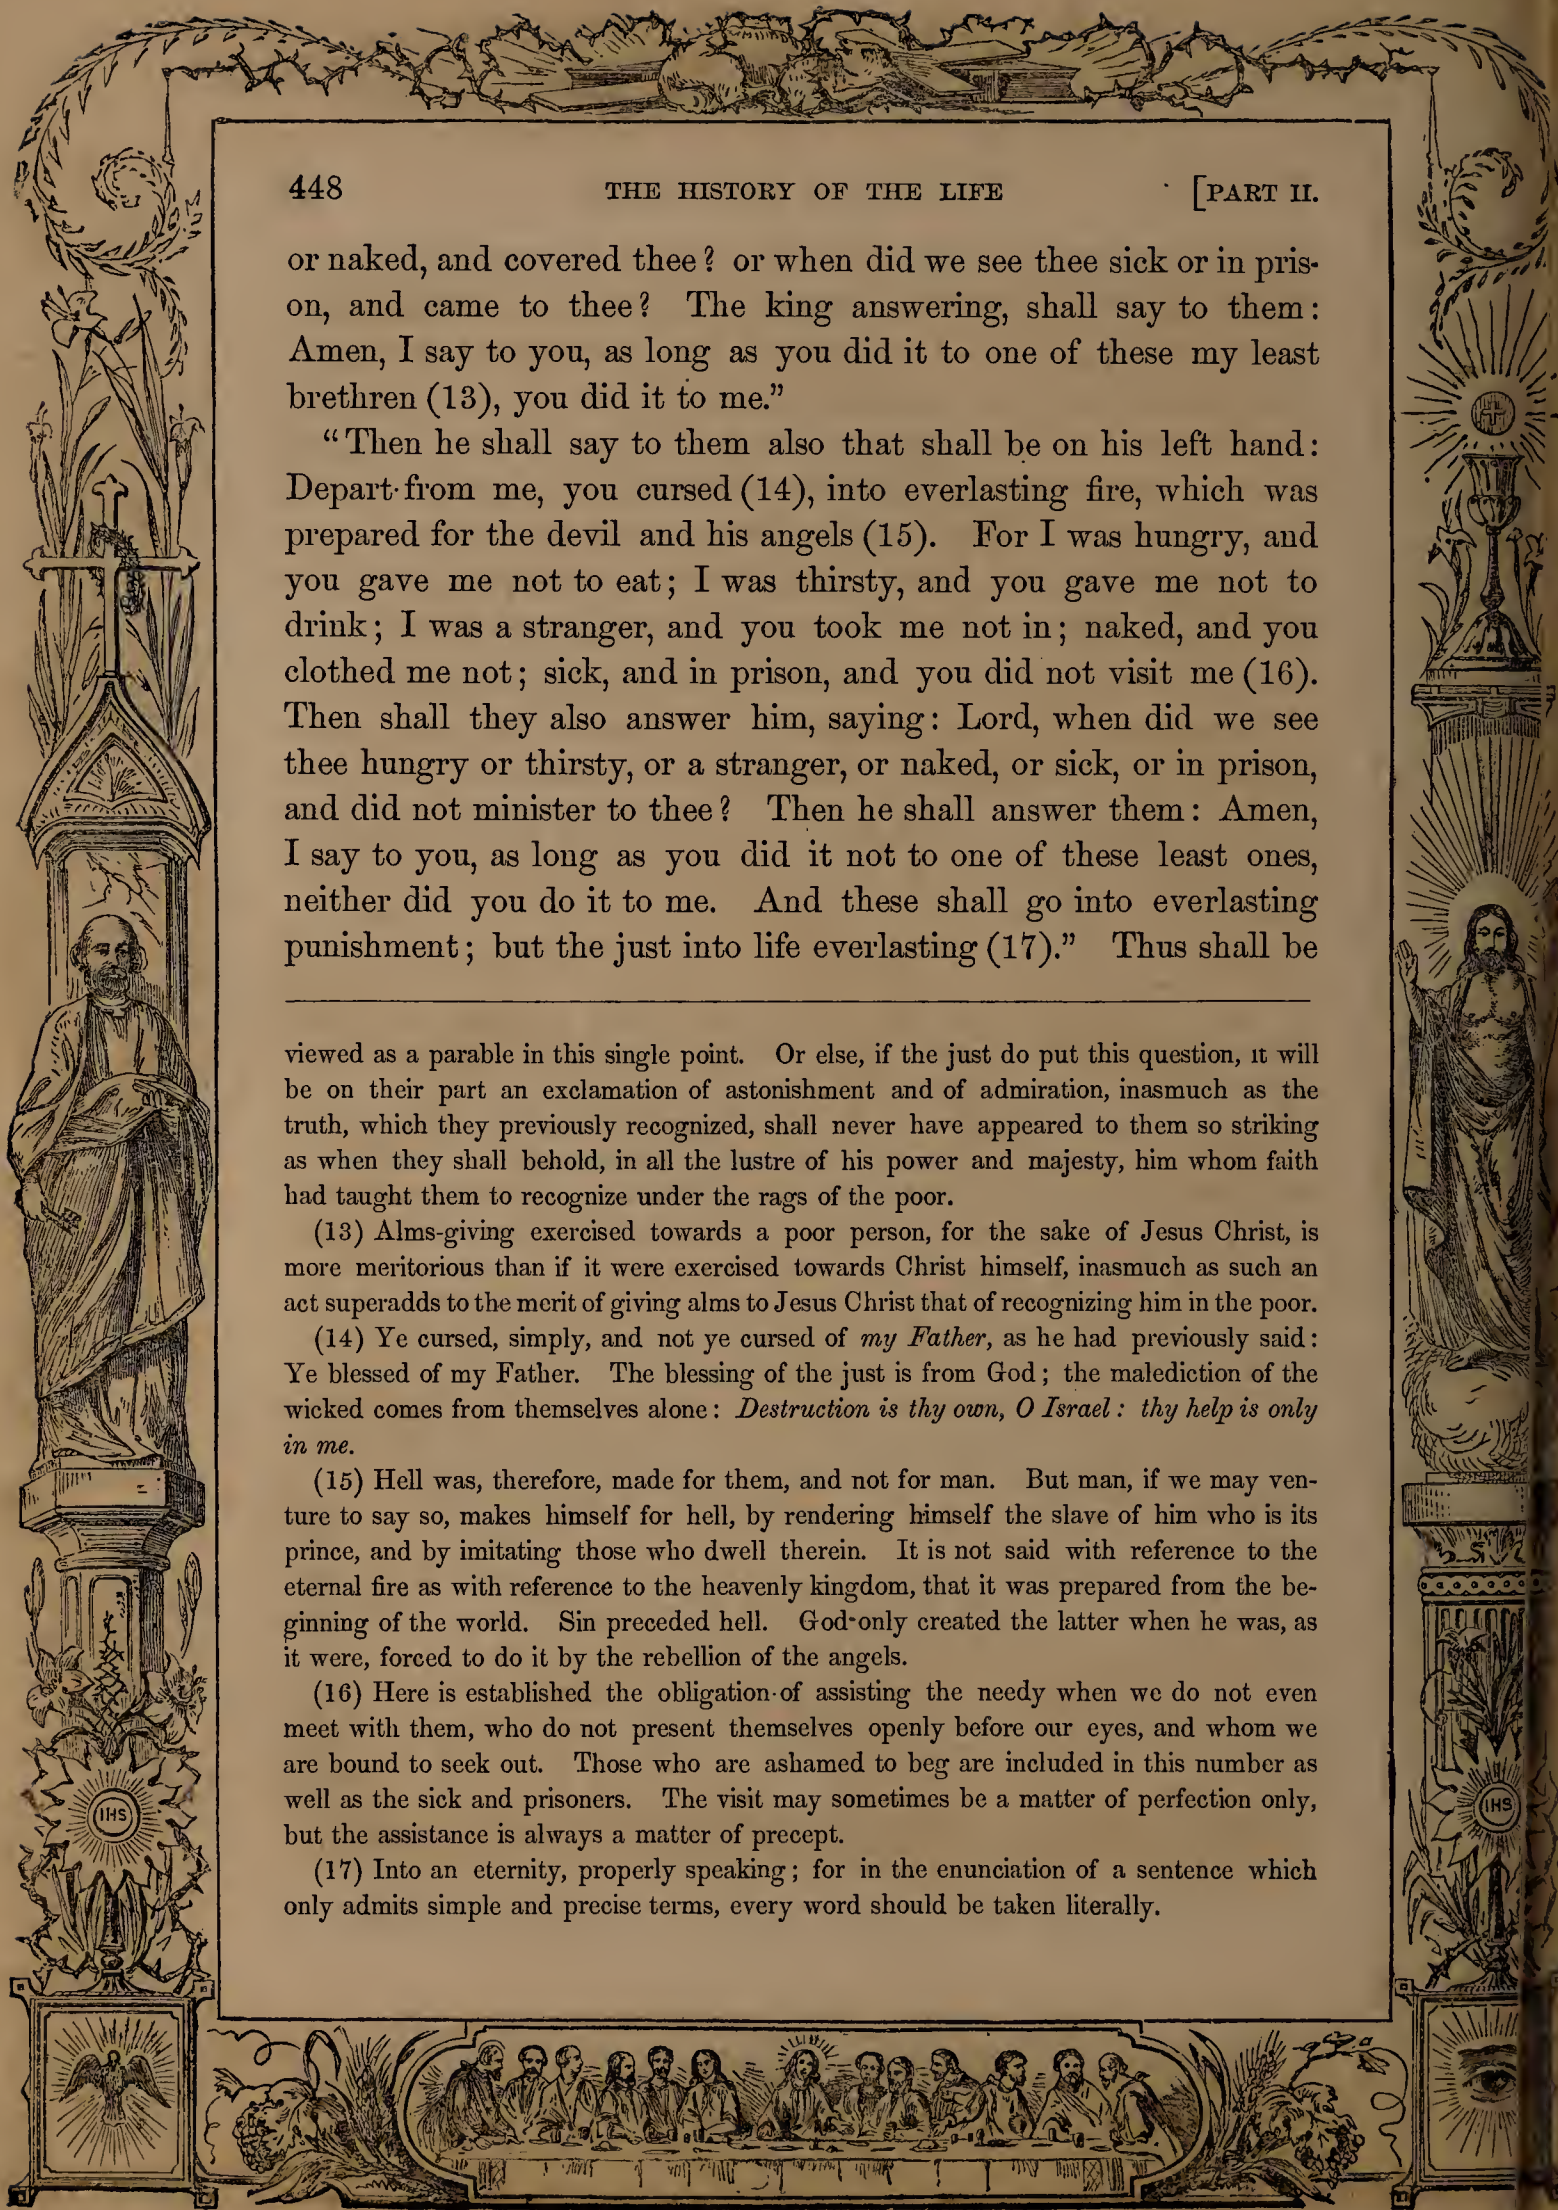 448 THE HISTORY OF THE LIFE [PART II.
or naked, and covered thee? or when did we see thee sick or in pris-
on, and came to thee? The king answering, shall say to them:
Amen, I say to you, as long as you did it to one of these my least
brethren (13), you did it to me.”
“Then he shall say to them also that shall be on his left hand:
Depart from me, you cursed (14), into everlasting fire, which was
prepared for the devil and his angels (15). For I was hungry, and
you gave me not to eat; I was thirsty, and you gave me not to
drink; I was a stranger, and you took me not in; naked, and you
clothed me not; sick, and in prison, and you did not visit me (16).
Then shall they also answer him, saying: Lord, when did we see
thee hungry or thirsty, or a stranger, or naked, or sick, or in prison,
and did not minister to thee? Then he shall answer them: Amen,
I say to you, as long as you did it not to one of these least ones,
neither did you do it to me. And these shall go into everlasting
punishment; but the just into life everlasting (17).” Thus shall be
viewed as a parable in this single point. Or else, if the just do put this question, it will
be on their part an exclamation of astonishment and of admiration, inasmuch as the
truth, which they previously recognized, shall never have appeared to them so striking
as when they shall behold, in all the lustre of his power and majesty, him whom faith
had taught them to recognize under the rags of the poor.
(13) Alms-giving exercised towards a poor person, for the sake of Jesus Christ, is
more meritorious than if it were exercised towards Christ himself, inasmuch as such an
act superadds to the merit of giving alms to Jesus Christ that of recognizing him in the poor.
(14) Ye cursed, simply, and not ye cursed of my Father, as he had previously said:
Ye blessed of my Father. The blessing of the just is from God; the malediction of the
wicked comes from themselves alone: Destruction is thy own, O Israel: thy help is only
in me.
(15) Hell was, therefore, made for them, and not for man. But man, if we may ven-
ture to say so, makes himself for hell, by rendering himself the slave of him who is its
prince, and by imitating those who dwell therein. It is not said with reference to the
eternal fire as with reference to the heavenly kingdom, that it was prepared from the be-
ginning of the world. Sin preceded hell. God only created the latter when he was, as
it were, forced to do it by the rebellion of the angels.
(16) Here is established the obligation of assisting the needy when we do not even
meet with them, who do not present themselves openly before our eyes, and whom we
are bound to seek out. Those who are ashamed to beg are included in this number as
well as the sick and prisoners. The visit may sometimes be a matter of perfection only,
but the assistance is always a matter of precept.
(17) Into an eternity, properly speaking; for in the enunciation of a sentence which
only admits simple and precise terms, every word should be taken literally.
IHS
IHS